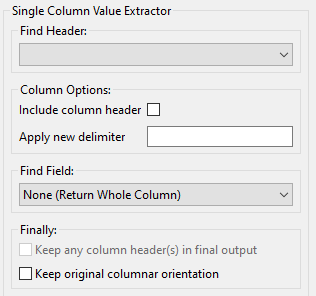 Single Column Value Extractor
Find Header:
Column Options:
Include column header
Apply new delimiter
Find Field:
None (Return Whole Column)
Finally:
Keep any column header(s) in final output
Keep original columnar orientation